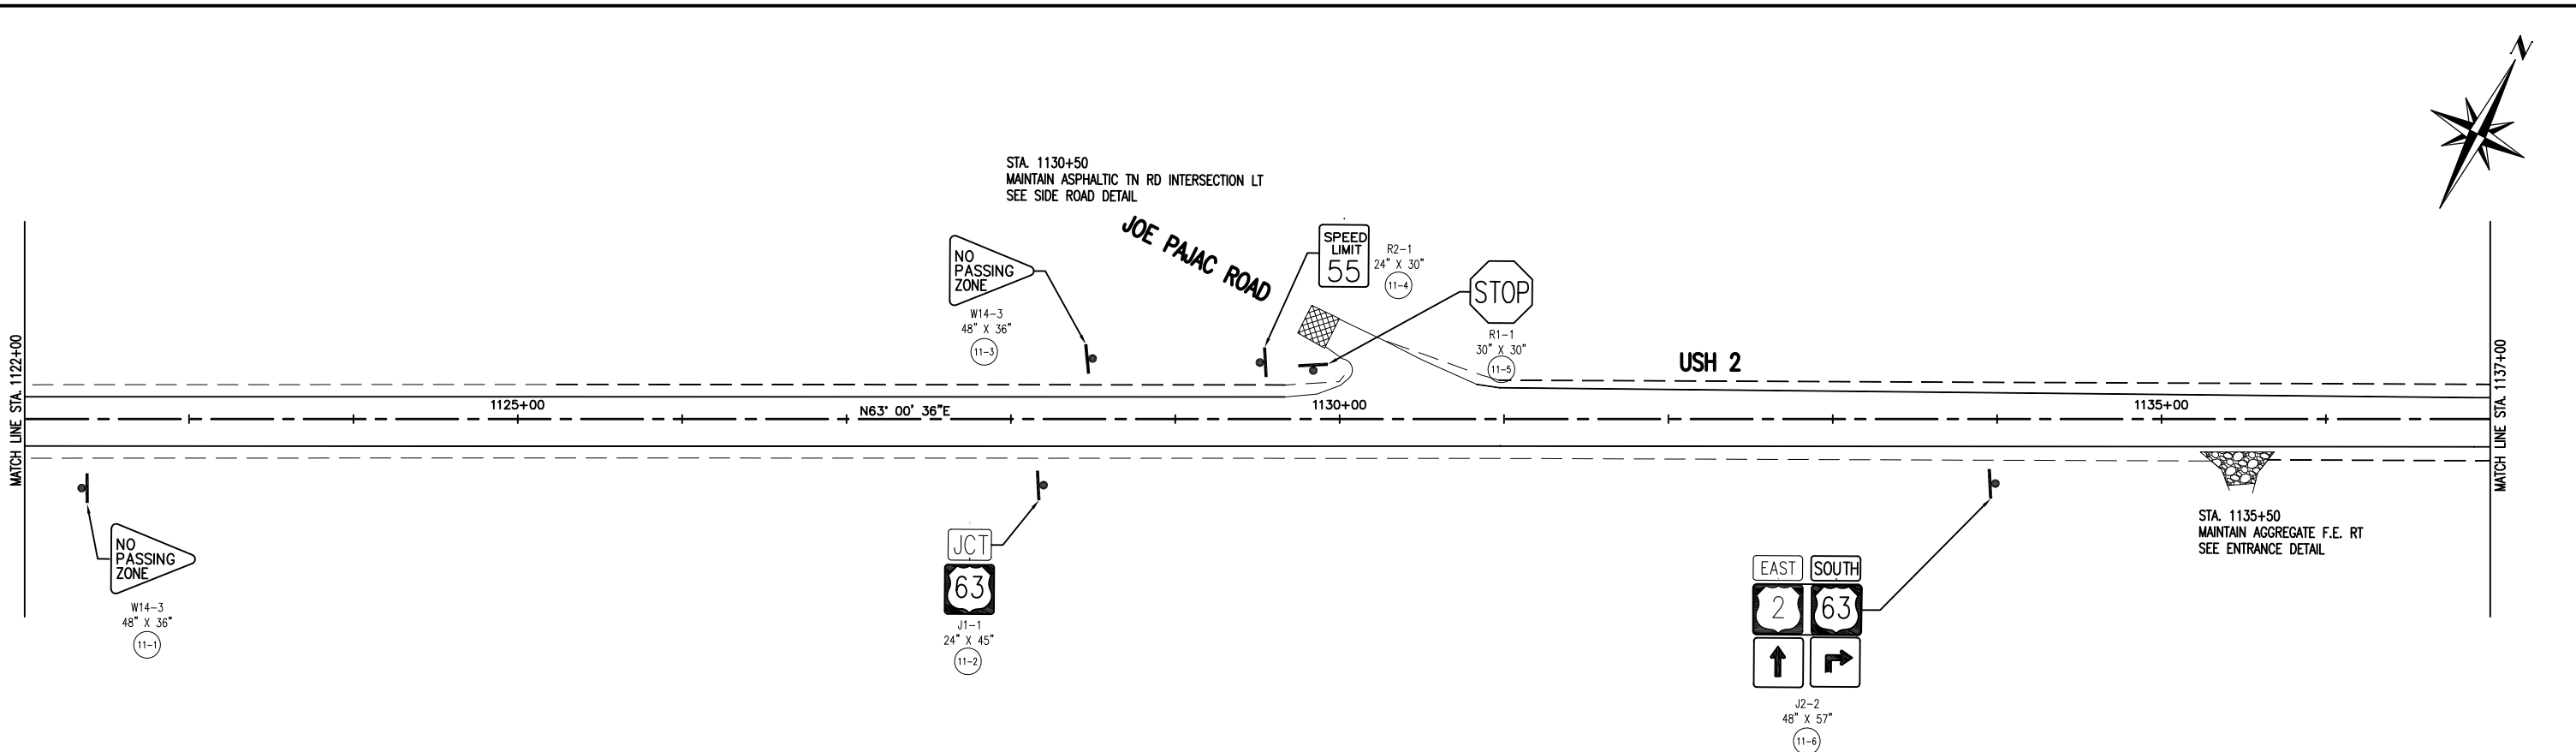 N
STA. 1130+50
MAINTAIN ASPHALTIC TN RD INTERSECTION LT
SEE SIDE ROAD DETAIL
JOE PAJAC ROAD
NO
PASSING
ZONE
W14-3
48" X 36"
11-3
SPEED
LIMIT
55
R2-1
24" X 30"
11-4
STOP
R1-1
30" X 30"
11-5
USH 2
MATCH LINE STA. 1122+00
1125+00
N63° 00' 36"E
1130+00
1135+00
MATCH LINE STA. 1137+00
NO
PASSING
ZONE
W14-3
48" X 36"
11-1
JCT
63
J1-1
24" X 45"
11-2
EAST SOUTH
2 63
J2-2
48" X 57"
11-6
STA. 1135+50
MAINTAIN AGGREGATE F.E. RT
SEE ENTRANCE DETAIL